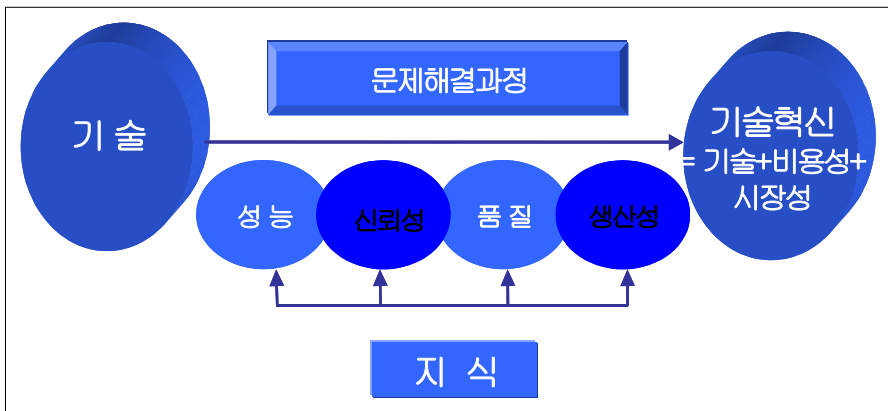 문제해결과정
기 술
기술혁신
= 기술+비용성+
시장성
성 능
신뢰성
품 질
생산성
지 식